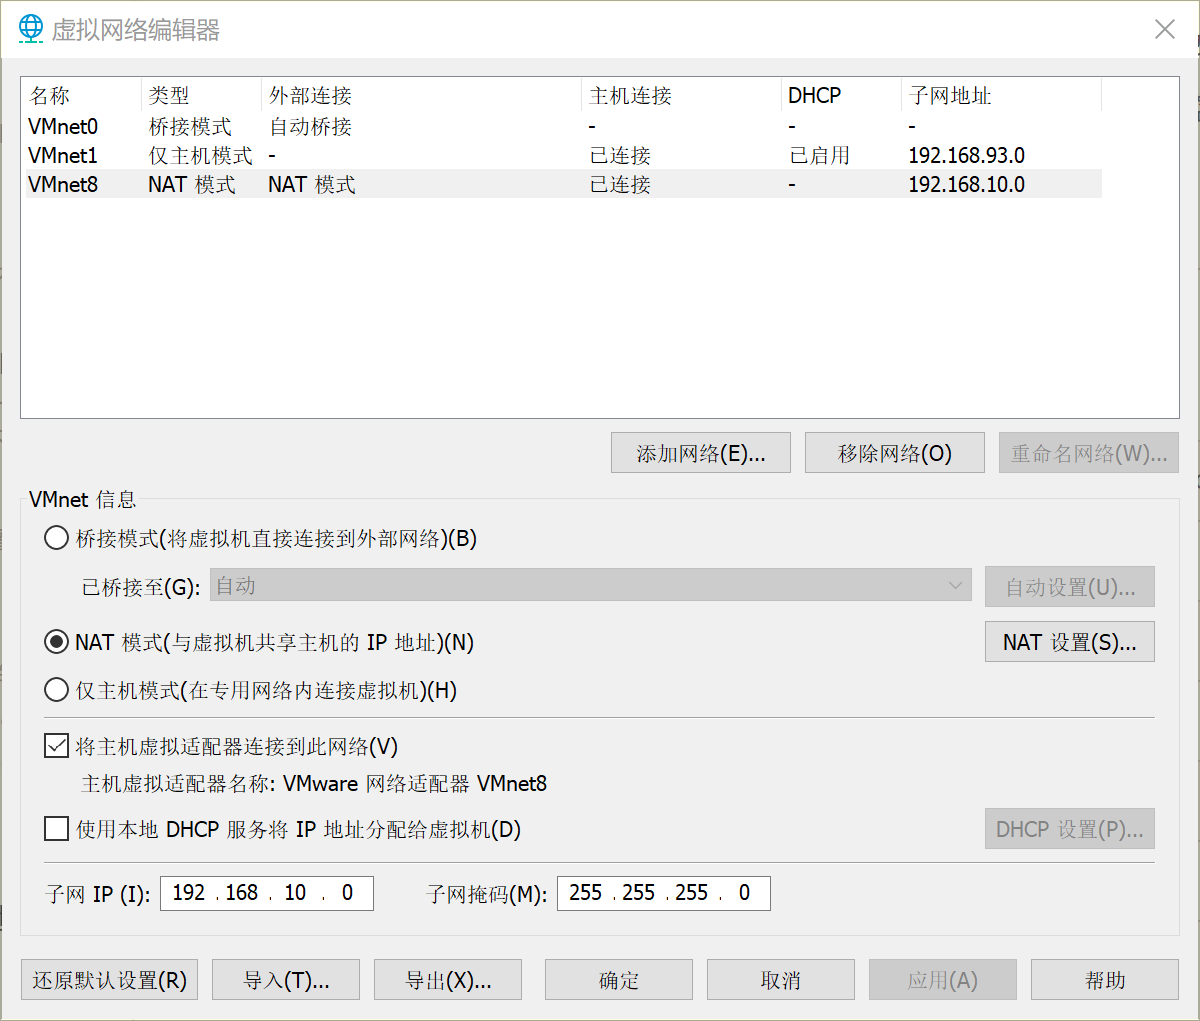 虚拟网络编辑器
名称 类型 外部连接 主机连接 DHCP 子网地址
VMnet0 桥接模式 自动桥接 - - -
VMnet1 仅主机模式 - 已连接 已启用 192.168.93.0
VMnet8 NAT 模式 NAT 模式 已连接 - 192.168.10.0
添加网络(E)... 移除网络(O) 重命名网络(W)...
VMnet 信息
桥接模式(将虚拟机直接连接到外部网络)(B)
已桥接至(G): 自动 自动设置(U)...
NAT 模式(与虚拟机共享主机的 IP 地址)(N) NAT 设置(S)...
仅主机模式(在专用网络内连接虚拟机)(H)
将主机虚拟适配器连接到此网络(V)
主机虚拟适配器名称: VMware 网络适配器 VMnet8
使用本地 DHCP 服务将 IP 地址分配给虚拟机(D) DHCP 设置(P)...
子网 IP (I): 192 . 168 . 10 . 0 子网掩码(M): 255 . 255 . 255 . 0
还原默认设置(R) 导入(T)... 导出(X)... 确定 取消 应用(A) 帮助